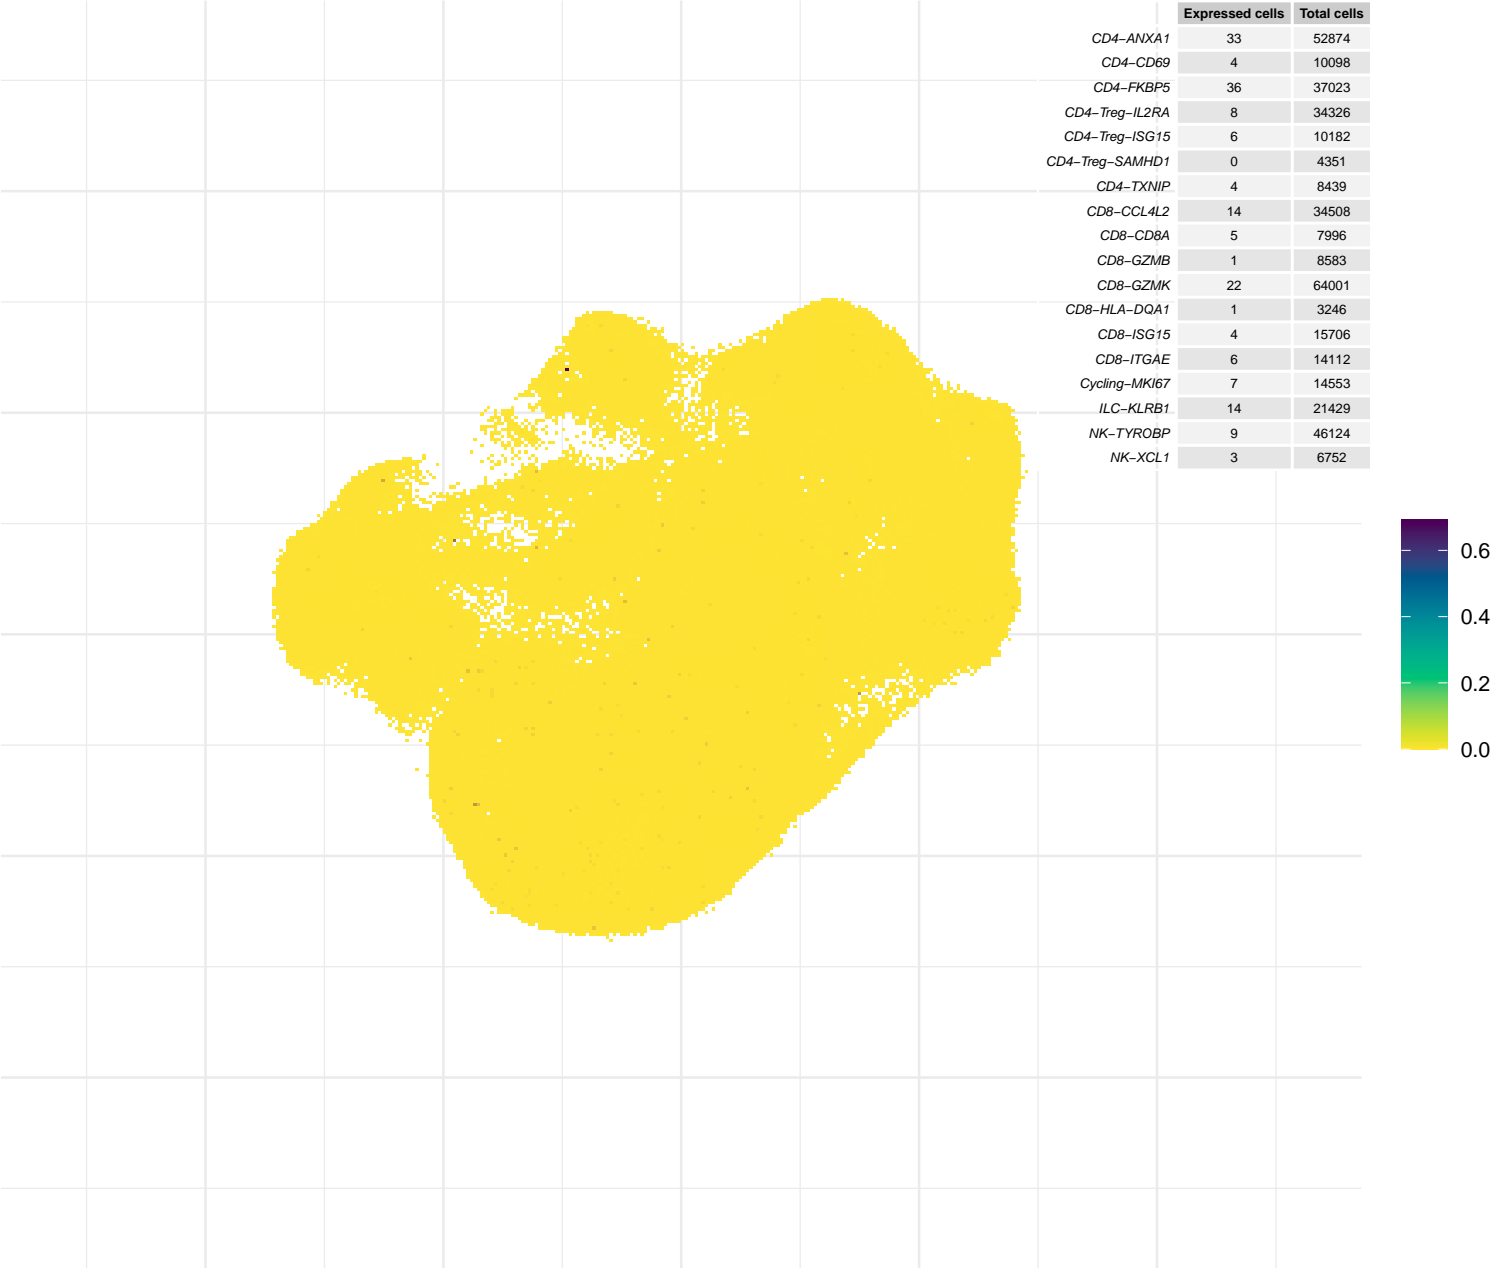 Expressed cells Total cells
CD4−ANXA1 33 52874
CD4−CD69 4 10098
CD4−FKBP5 36 37023
CD4−Treg−IL2RA 8 34326
CD4−Treg−ISG15 6 10182
CD4−Treg−SAMHD1 0 4351
CD4−TXNIP 4 8439
CD8−CCL4L2 14 34508
CD8−CD8A 5 7996
CD8−GZMB 1 8583
CD8−GZMK 22 64001
CD8−HLA−DQA1 1 3246
CD8−ISG15 4 15706
CD8−ITGAE 6 14112
Cycling−MKI67 7 14553
ILC−KLRB1 14 21429
NK−TYROBP 9 46124
NK−XCL1 3 6752
0.6
0.4
0.2
0.0